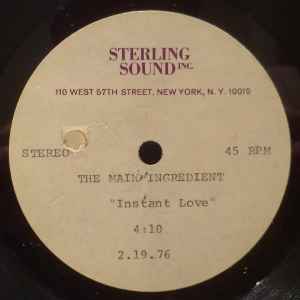 STERLING
SOUND INC.
110 WEST 57TH STREET, NEW YORK, N. Y. 10019
STEREO 45 RPM
THE MAIN INGREDIENT
"Instant Love"
4:10
2.19.76